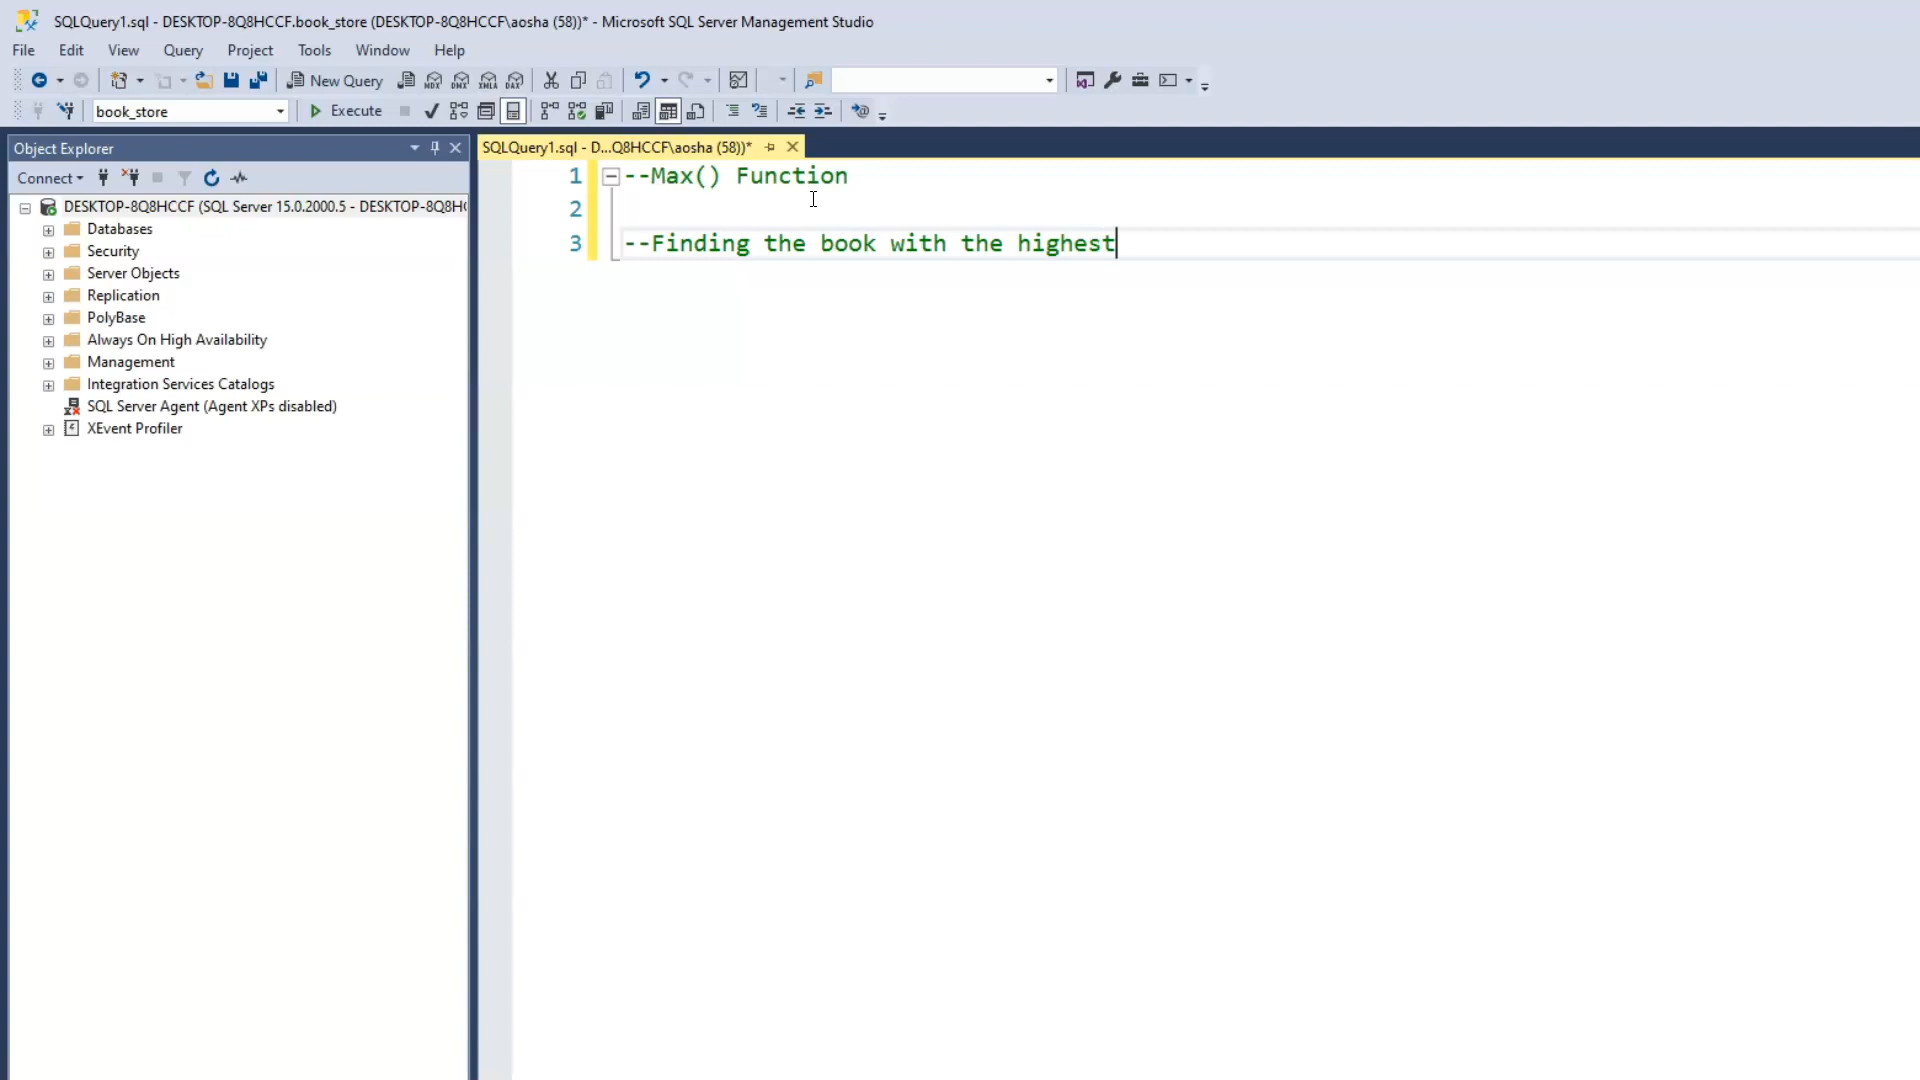 SQLQuery1.sql - DESKTOP-8Q8HCCF.book_store (DESKTOP-8Q8HCCF\aosha (58))* - Microsoft SQL Server Management Studio
File Edit View Query Project Tools Window Help
New Query MDX DMX XMLA DAX
book_store Execute
Object Explorer
SQLQuery1.sql - D...Q8HCCF\aosha (58))*
Connect
DESKTOP-8Q8HCCF (SQL Server 15.0.2000.5 - DESKTOP-8Q8H
Databases
Security
Server Objects
Replication
PolyBase
Always On High Availability
Management
Integration Services Catalogs
SQL Server Agent (Agent XPs disabled)
XEvent Profiler
1 --Max() Function
2
3 --Finding the book with the highest